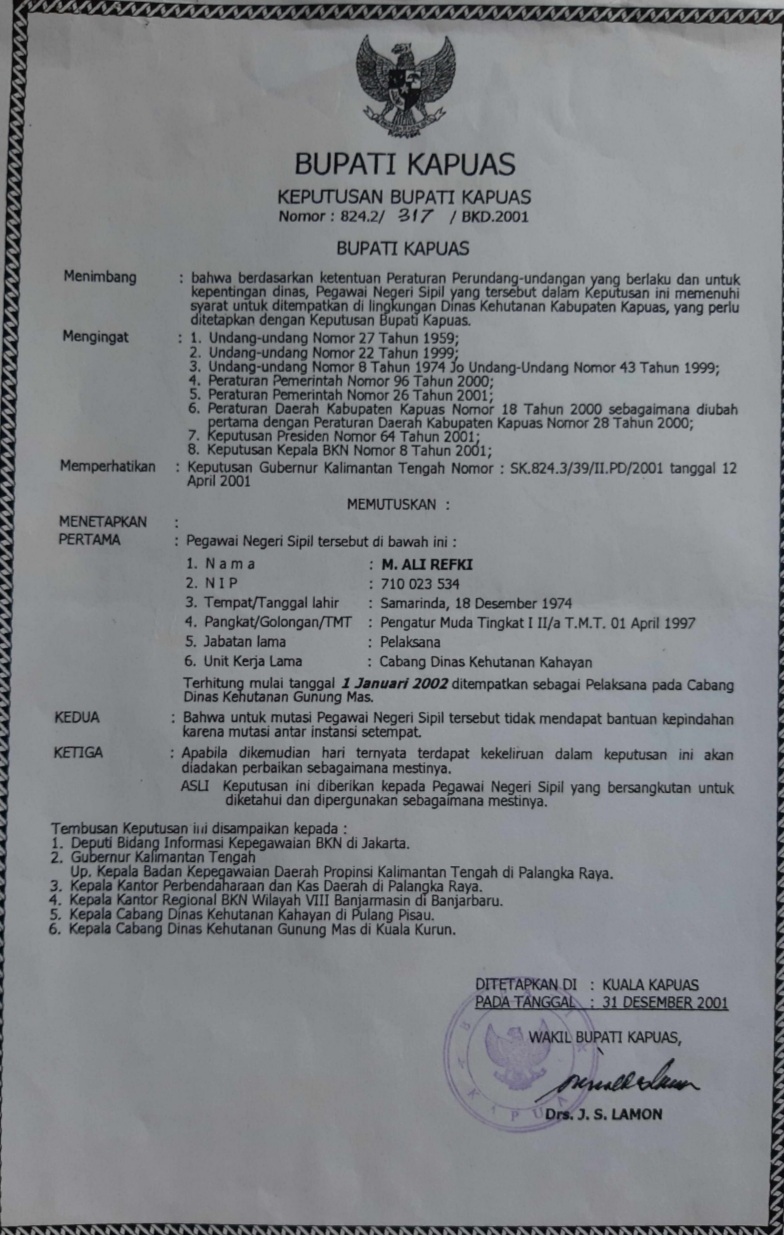 BUPATI KAPUAS
KEPUTUSAN BUPATI KAPUAS
Nomor : 824.2/ 317 / BKD.2001
BUPATI KAPUAS
Menimbang : bahwa berdasarkan ketentuan Peraturan Perundang-undangan yang berlaku dan untuk
kepentingan dinas, Pegawai Negeri Sipil yang tersebut dalam Keputusan ini memenuhi
syarat untuk ditempatkan di lingkungan Dinas Kehutanan Kabupaten Kapuas, yang perlu
ditetapkan dengan Keputusan Bupati Kapuas.
Mengingat : 1. Undang-undang Nomor 27 Tahun 1959;
2. Undang-undang Nomor 22 Tahun 1999;
3. Undang-undang Nomor 8 Tahun 1974 Jo Undang-Undang Nomor 43 Tahun 1999;
4. Peraturan Pemerintah Nomor 96 Tahun 2000;
5. Peraturan Pemerintah Nomor 26 Tahun 2001;
6. Peraturan Daerah Kabupaten Kapuas Nomor 18 Tahun 2000 sebagaimana diubah
pertama dengan Peraturan Daerah Kabupaten Kapuas Nomor 28 Tahun 2000;
7. Keputusan Presiden Nomor 64 Tahun 2001;
8. Keputusan Kepala BKN Nomor 8 Tahun 2001;
Memperhatikan : Keputusan Gubernur Kalimantan Tengah Nomor : SK.824.3/39/II.PD/2001 tanggal 12
April 2001
MEMUTUSKAN :
MENETAPKAN :
PERTAMA : Pegawai Negeri Sipil tersebut di bawah ini :
1. N a m a : M. ALI REFKI
2. N I P : 710 023 534
3. Tempat/Tanggal lahir : Samarinda, 18 Desember 1974
4. Pangkat/Golongan/TMT : Pengatur Muda Tingkat I II/a T.M.T. 01 April 1997
5. Jabatan lama : Pelaksana
6. Unit Kerja Lama : Cabang Dinas Kehutanan Kahayan
Terhitung mulai tanggal 1 Januari 2002 ditempatkan sebagai Pelaksana pada Cabang
Dinas Kehutanan Gunung Mas.
KEDUA : Bahwa untuk mutasi Pegawai Negeri Sipil tersebut tidak mendapat bantuan kepindahan
karena mutasi antar instansi setempat.
KETIGA : Apabila dikemudian hari ternyata terdapat kekeliruan dalam keputusan ini akan
diadakan perbaikan sebagaimana mestinya.
ASLI Keputusan ini diberikan kepada Pegawai Negeri Sipil yang bersangkutan untuk
diketahui dan dipergunakan sebagaimana mestinya.
Tembusan Keputusan ini disampaikan kepada :
1. Deputi Bidang Informasi Kepegawaian BKN di Jakarta.
2. Gubernur Kalimantan Tengah
Up. Kepala Badan Kepegawaian Daerah Propinsi Kalimantan Tengah di Palangka Raya.
3. Kepala Kantor Perbendaharaan dan Kas Daerah di Palangka Raya.
4. Kepala Kantor Regional BKN Wilayah VIII Banjarmasin di Banjarbaru.
5. Kepala Cabang Dinas Kehutanan Kahayan di Pulang Pisau.
6. Kepala Cabang Dinas Kehutanan Gunung Mas di Kuala Kurun.
DITETAPKAN DI : KUALA KAPUAS
PADA TANGGAL : 31 DESEMBER 2001
WAKIL BUPATI KAPUAS,
Drs. J. S. LAMON